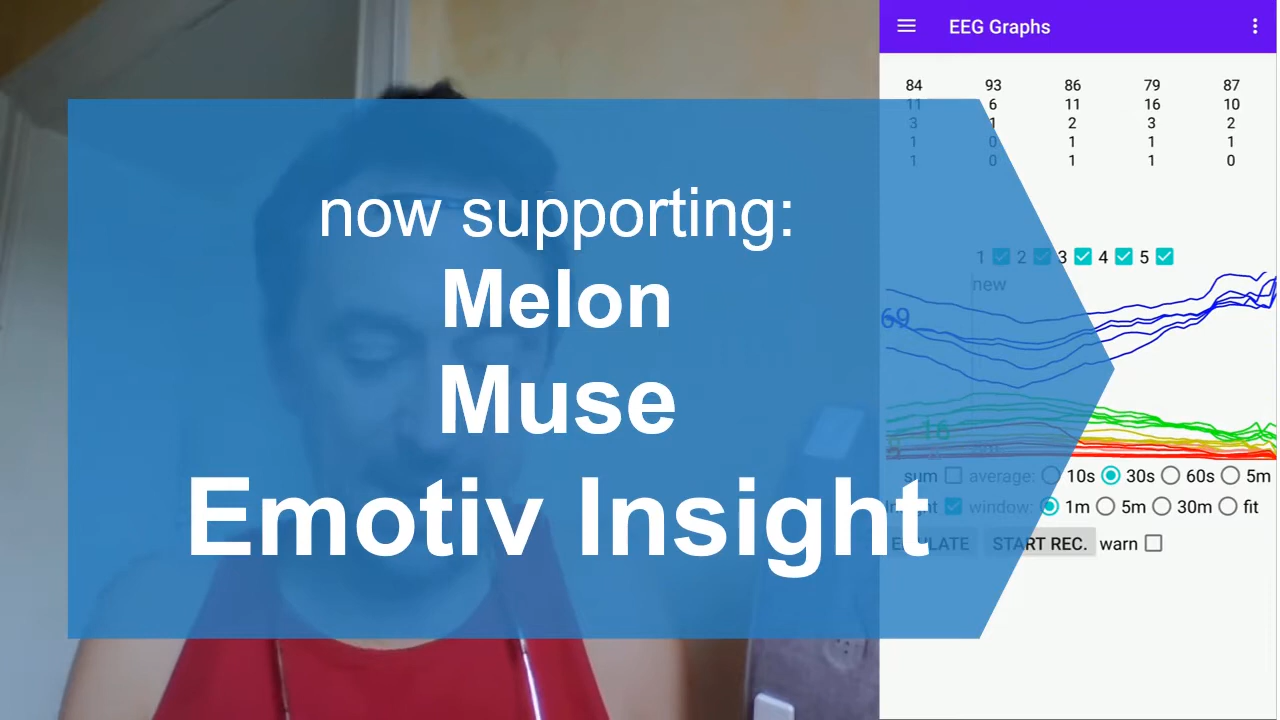 now supporting:
Melon
Muse
Emotiv Insight
EEG Graphs
84 93 86 79 87
11 6 11 16 10
3 1 2 3 2
1 0 1 1 1
1 0 1 1 0
1 2 3 4 5
new
69
16
sum average: 10s 30s 60s 5m
window: 1m 5m 30m fit
START REC. warn